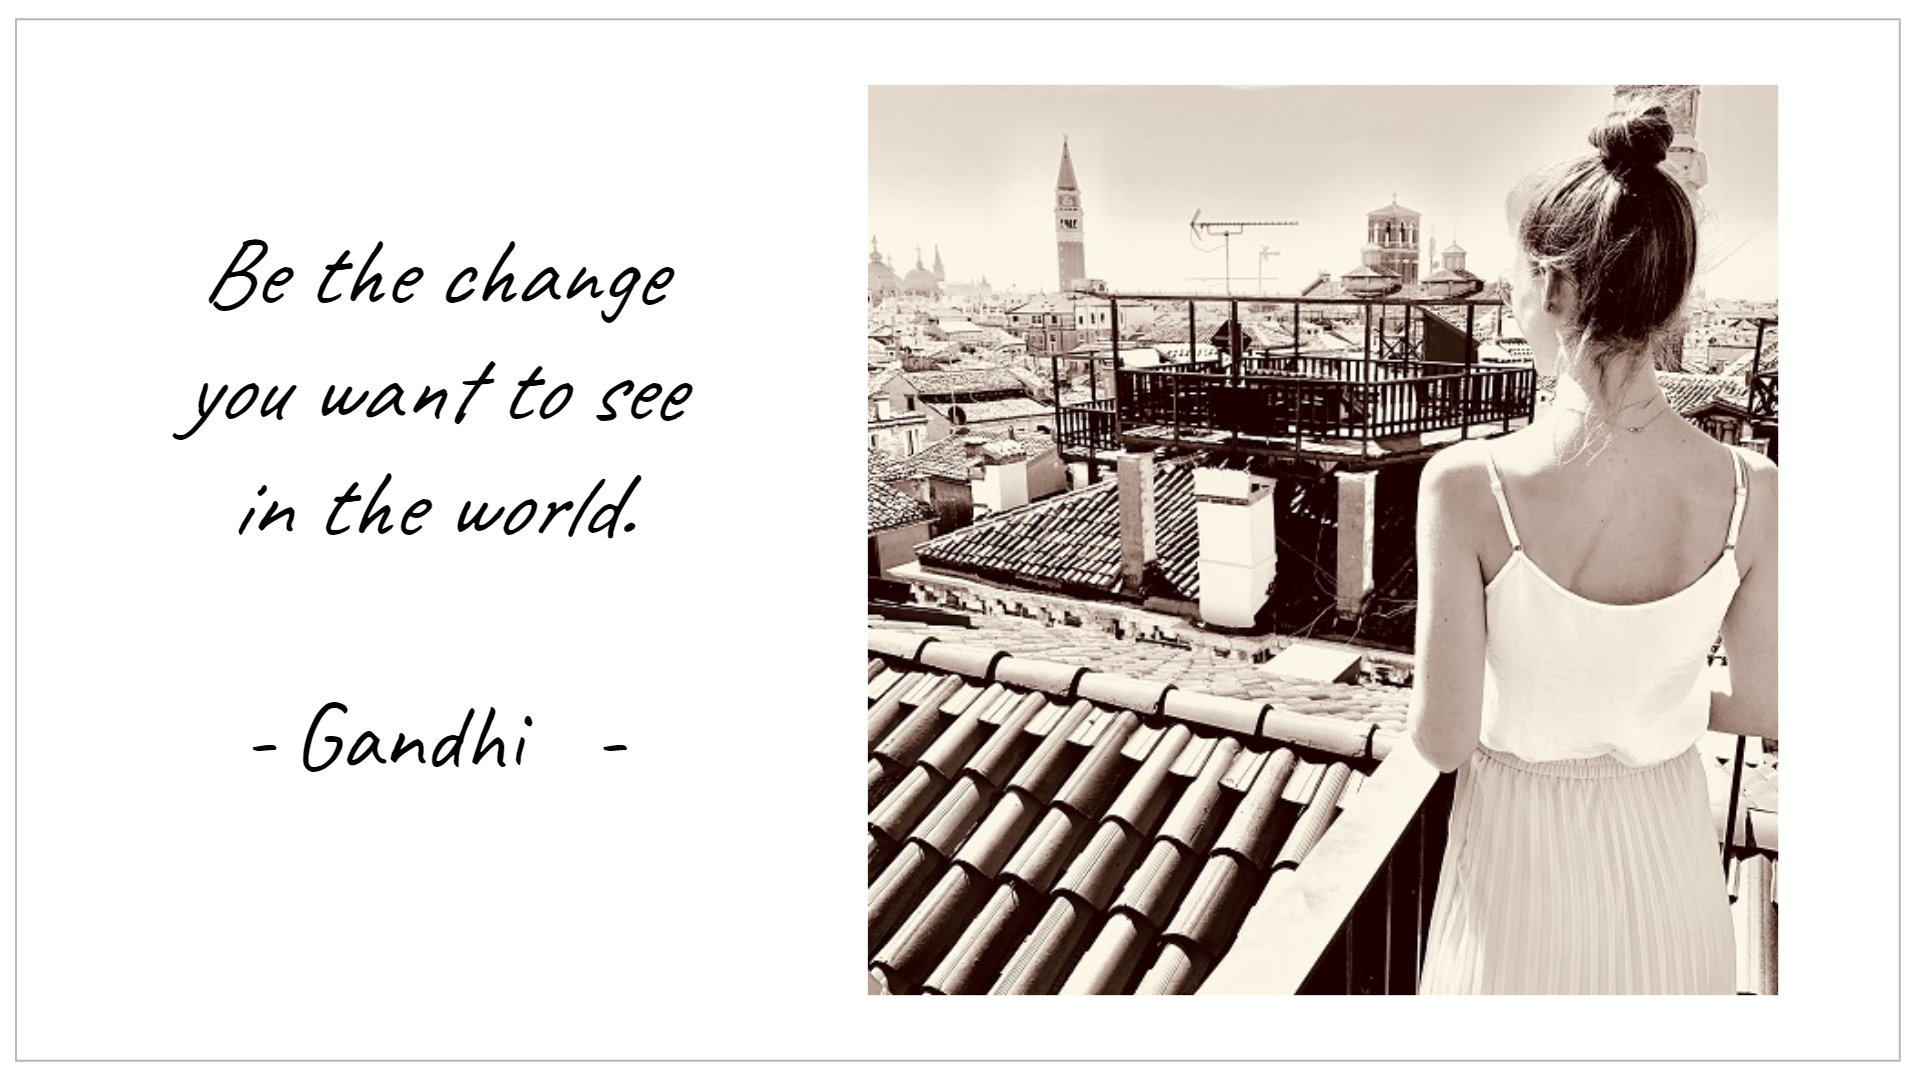 Be the change
you want to see
in the world.
- Gandhi -